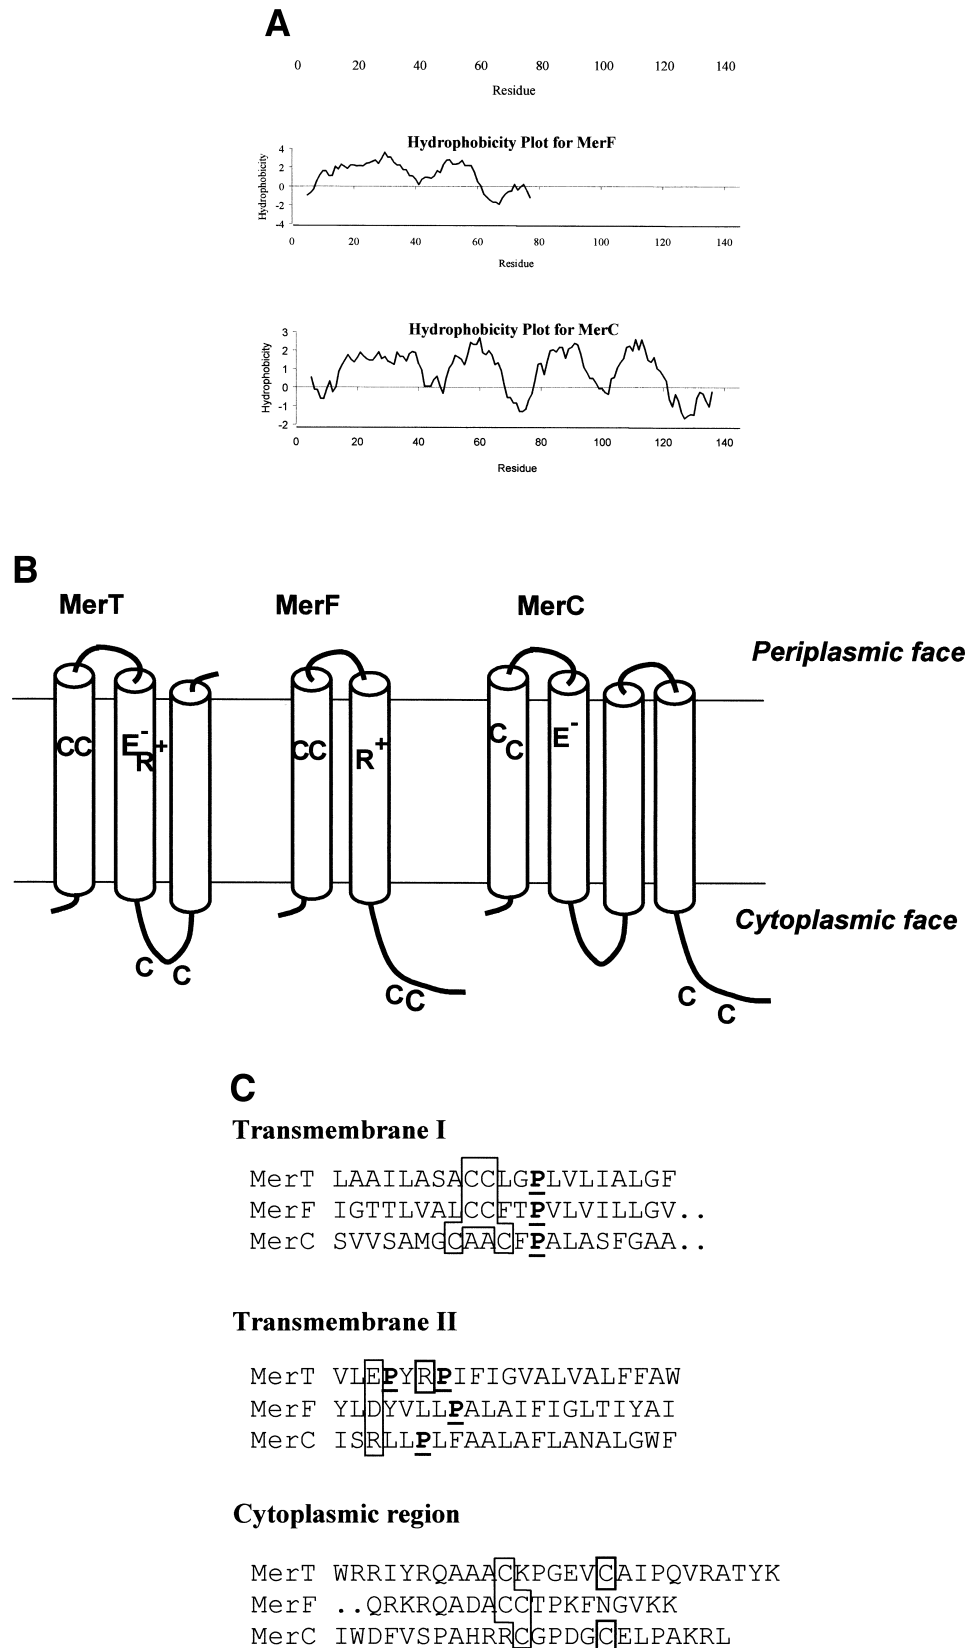 A
0 20 40 60 80 100 120 140
Residue
Hydrophobicity Plot for MerF
Hydrophobicity
4
2
0
-2
-4
0 20 40 60 80 100 120 140
Residue
Hydrophobicity Plot for MerC
Hydrophobicity
3
2
1
0
-1
-2
0 20 40 60 80 100 120 140
Residue
B
MerT MerF MerC
Periplasmic face
CC E- R+ CC R+ C C E-
Cytoplasmic face
C C CC C C
C
Transmembrane I
MerT LAAILASACCLGPLVLIALGF
MerF IGTTLVALCCFTPVLVILLGV..
MerC SVVSAMGCAACFPALASFGAA..
Transmembrane II
MerT VLEPYRPIFIGVALVALFFAW
MerF YLDYVLLPALAIFIGLTIYAI
MerC ISRLLPLFAALAFLANALGWF
Cytoplasmic region
MerT WRRIYRQAAACKPGEVCAIPQVRATYK
MerF ..QRKRQADACCTPKFNGVKK
MerC IWDFVSPAHRRCGPDGCELPAKRL